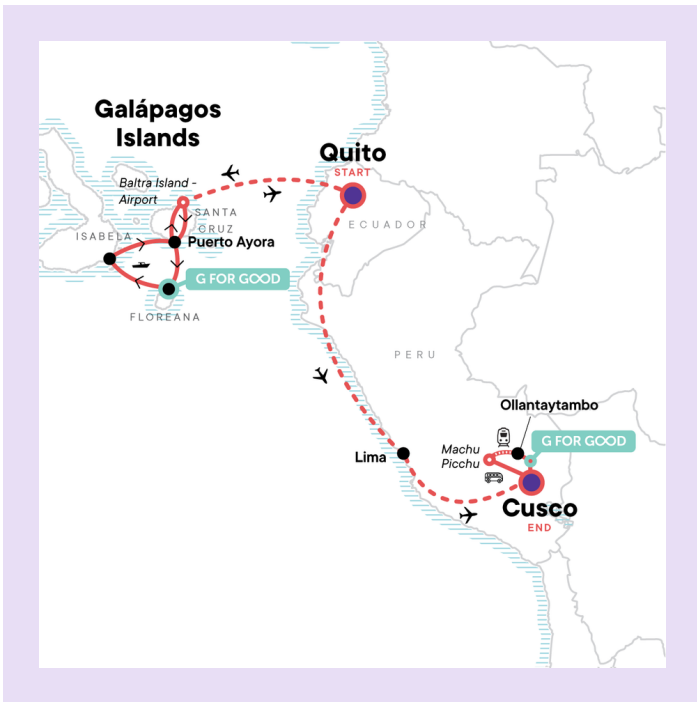 Galápagos
Islands
Quito
START
Baltra Island -
Airport
SANTA
CRUZ
ECUADOR
ISABELA
Puerto Ayora
G FOR GOOD
FLOREANA
PERU
Ollantaytambo
G FOR GOOD
Machu
Picchu
Lima
Cusco
END